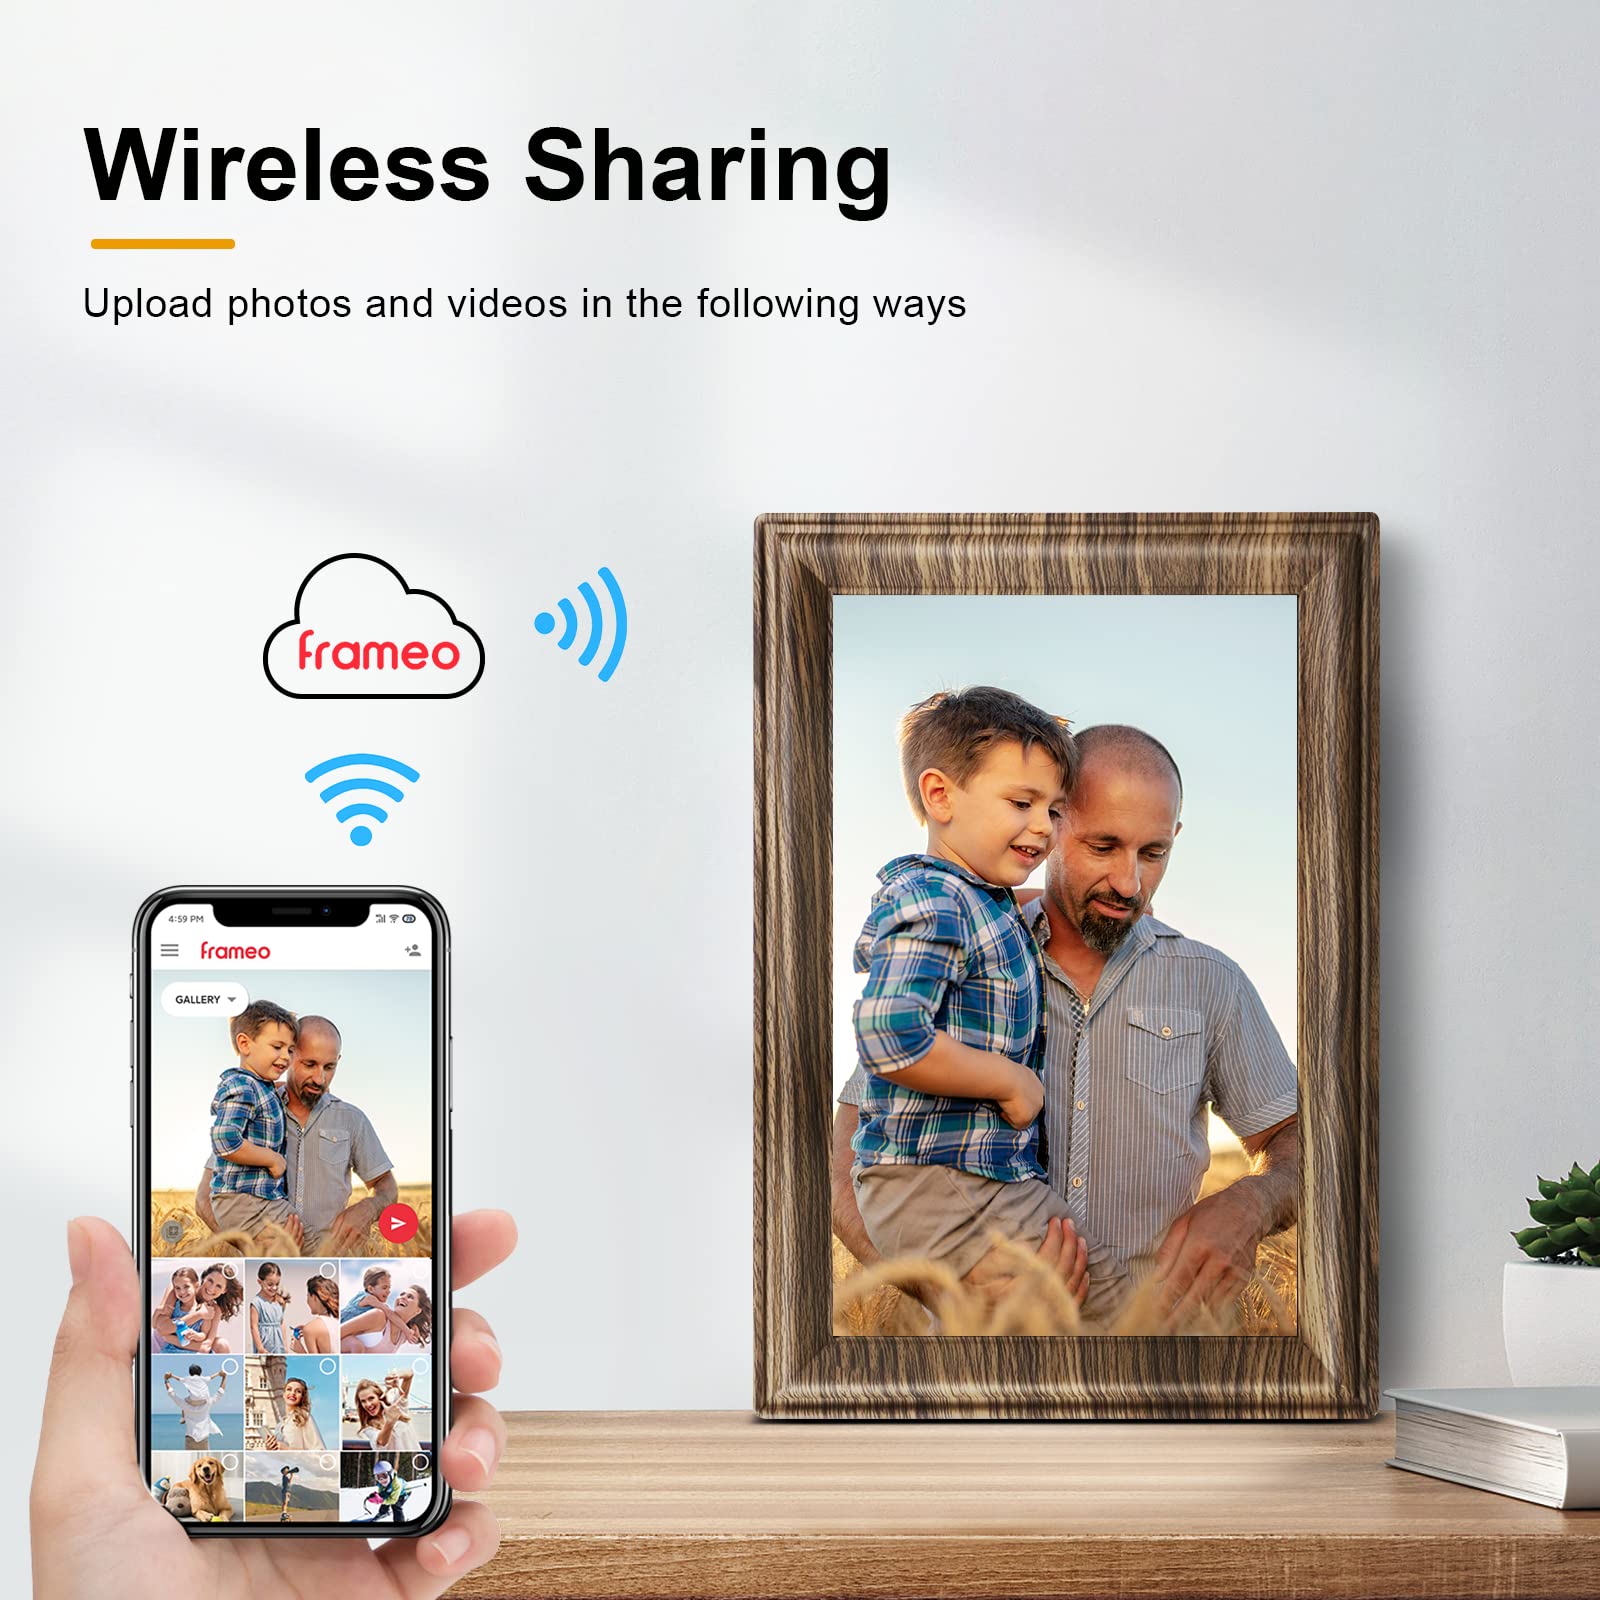 Wireless Sharing
Upload photos and videos in the following ways
frameo
4:59 PM
frameo
GALLERY